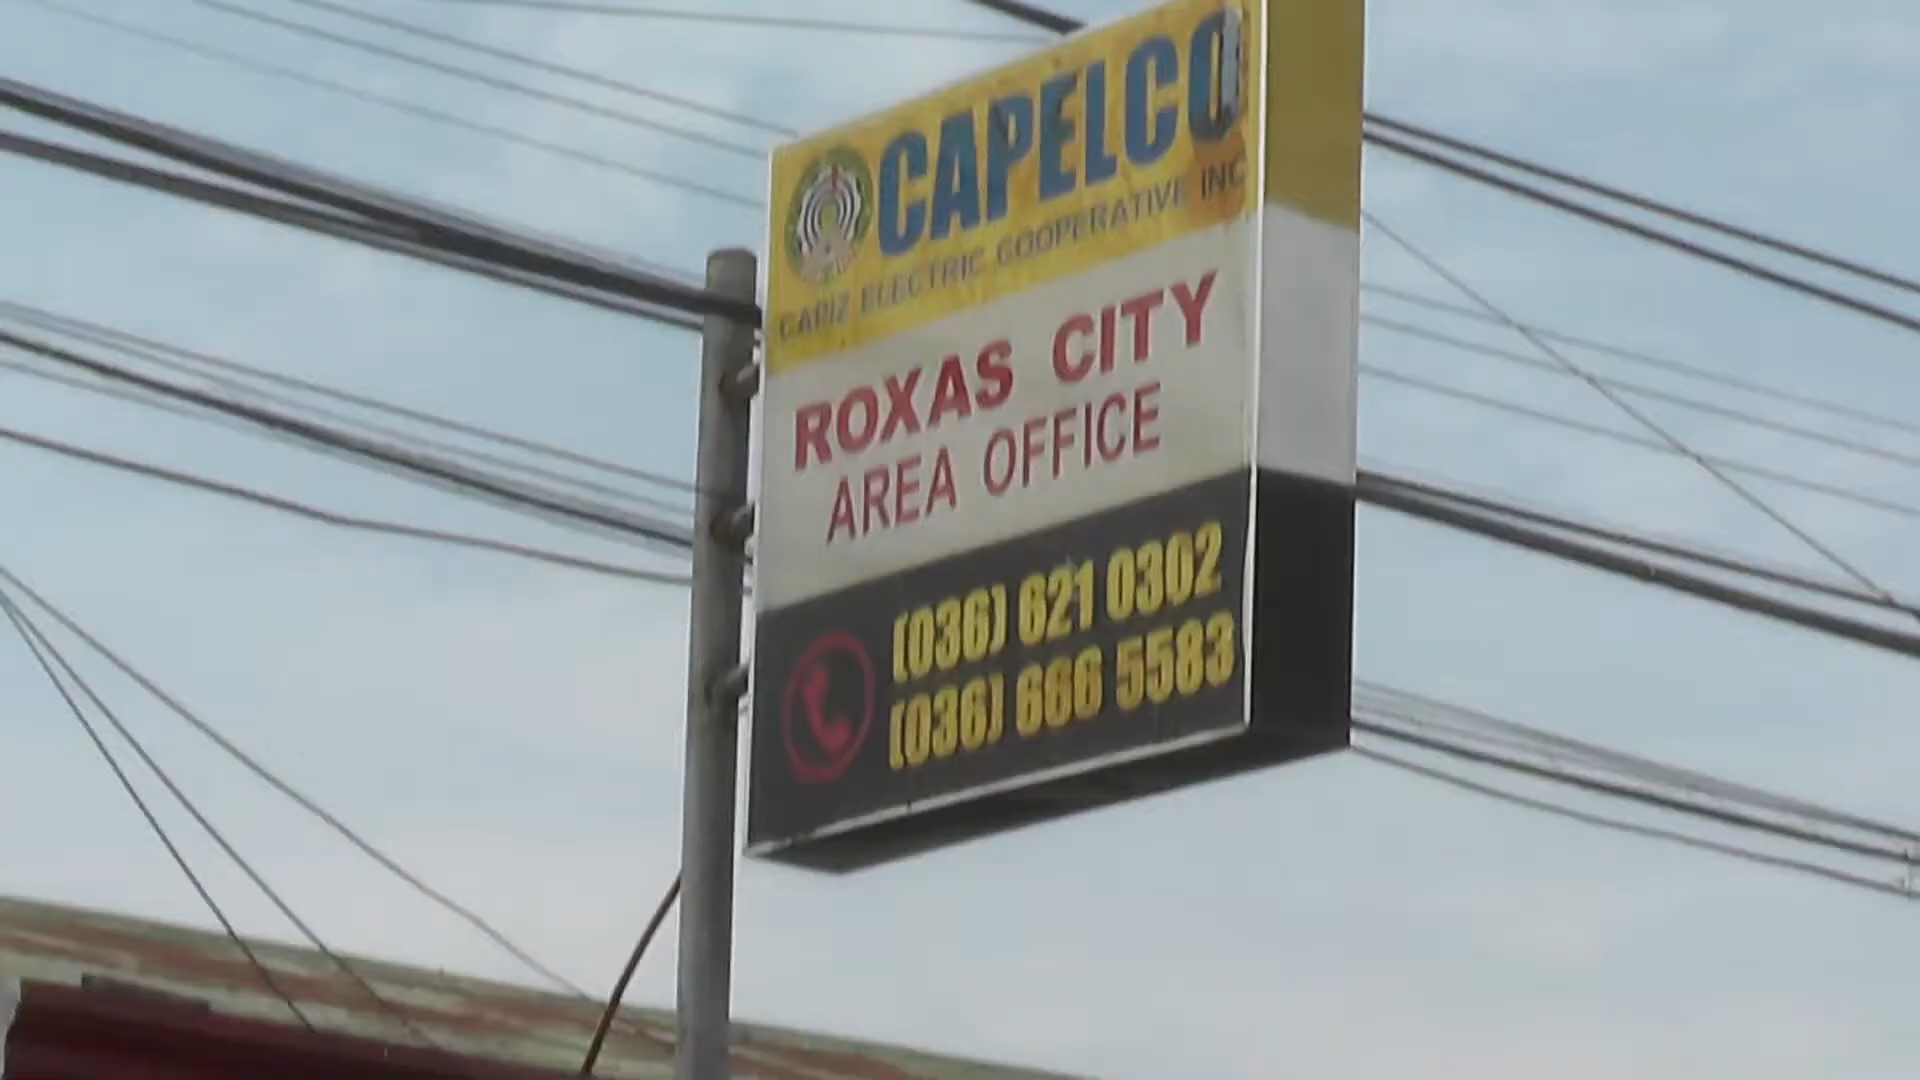 CAPELCO
CAPIZ ELECTRIC COOPERATIVE INC
ROXAS CITY
AREA OFFICE
(036) 621 0302
(036) 666 5583